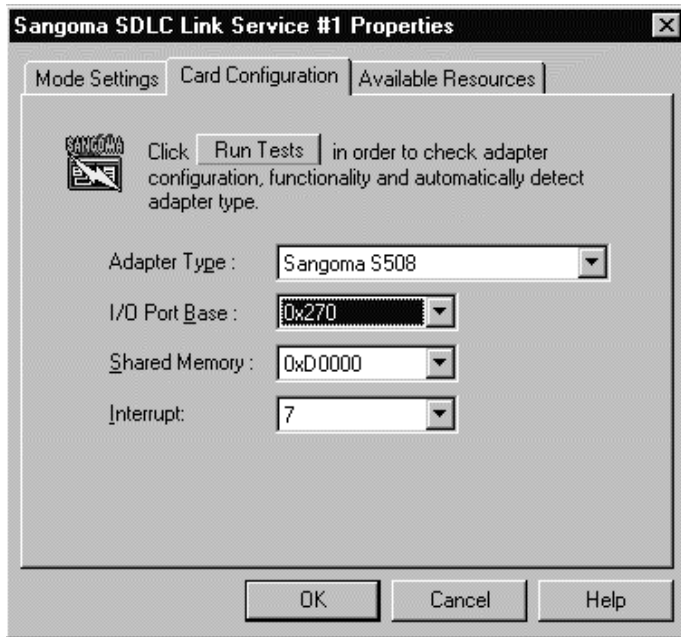 Sangoma SDLC Link Service #1 Properties
Mode Settings Card Configuration Available Resources
SANGOMA
Click Run Tests in order to check adapter
configuration, functionality and automatically detect
adapter type.
Adapter Type : Sangoma S508
I/O Port Base : 0x270
Shared Memory : 0xD0000
Interrupt: 7
OK Cancel Help